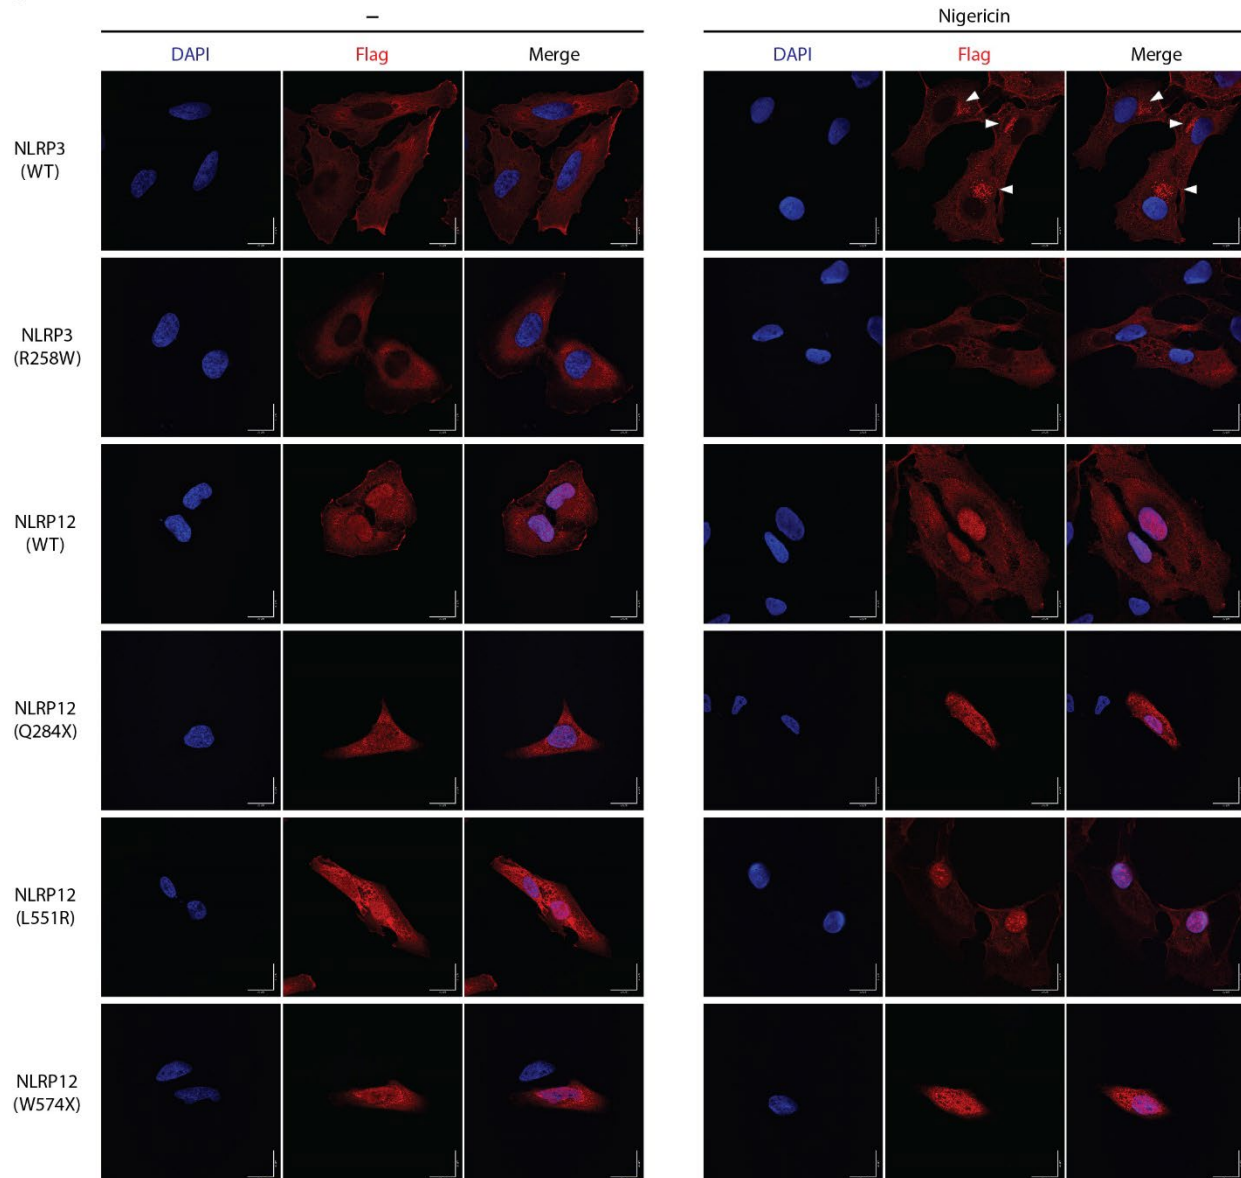 –
Nigericin
DAPI
Flag
Merge
DAPI
Flag
Merge
NLRP3
(WT)
NLRP3
(R258W)
NLRP12
(WT)
NLRP12
(Q284X)
NLRP12
(L551R)
NLRP12
(W574X)